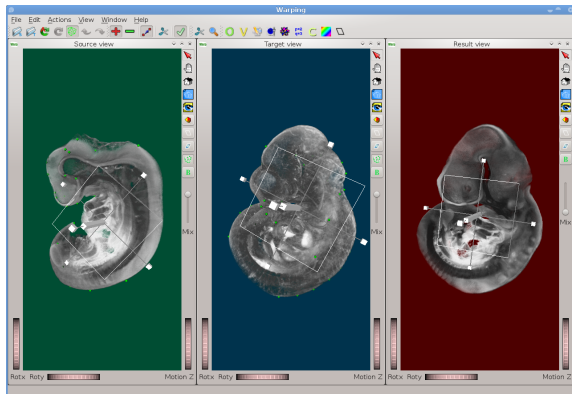 Warping
File Edit Actions View Window Help
Source view
Target view
Result view
Mix
Mix
Mix
Rotx Roty Motion Z
Rotx Roty Motion Z
Rotx Roty Motion Z